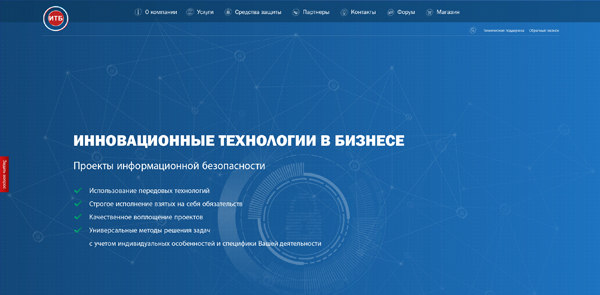 ИТБ
О компании
Услуги
Средства защиты
Партнеры
Контакты
Форум
Магазин
техническая поддержка
Обратный звонок
ИННОВАЦИОННЫЕ ТЕХНОЛОГИИ В БИЗНЕСЕ
Проекты информационной безопасности
Использование передовых технологий
Строгое исполнение взятых на себя обязательств
Качественное воплощение проектов
Универсальные методы решения задач
с учетом индивидуальных особенностей и специфики Вашей деятельности